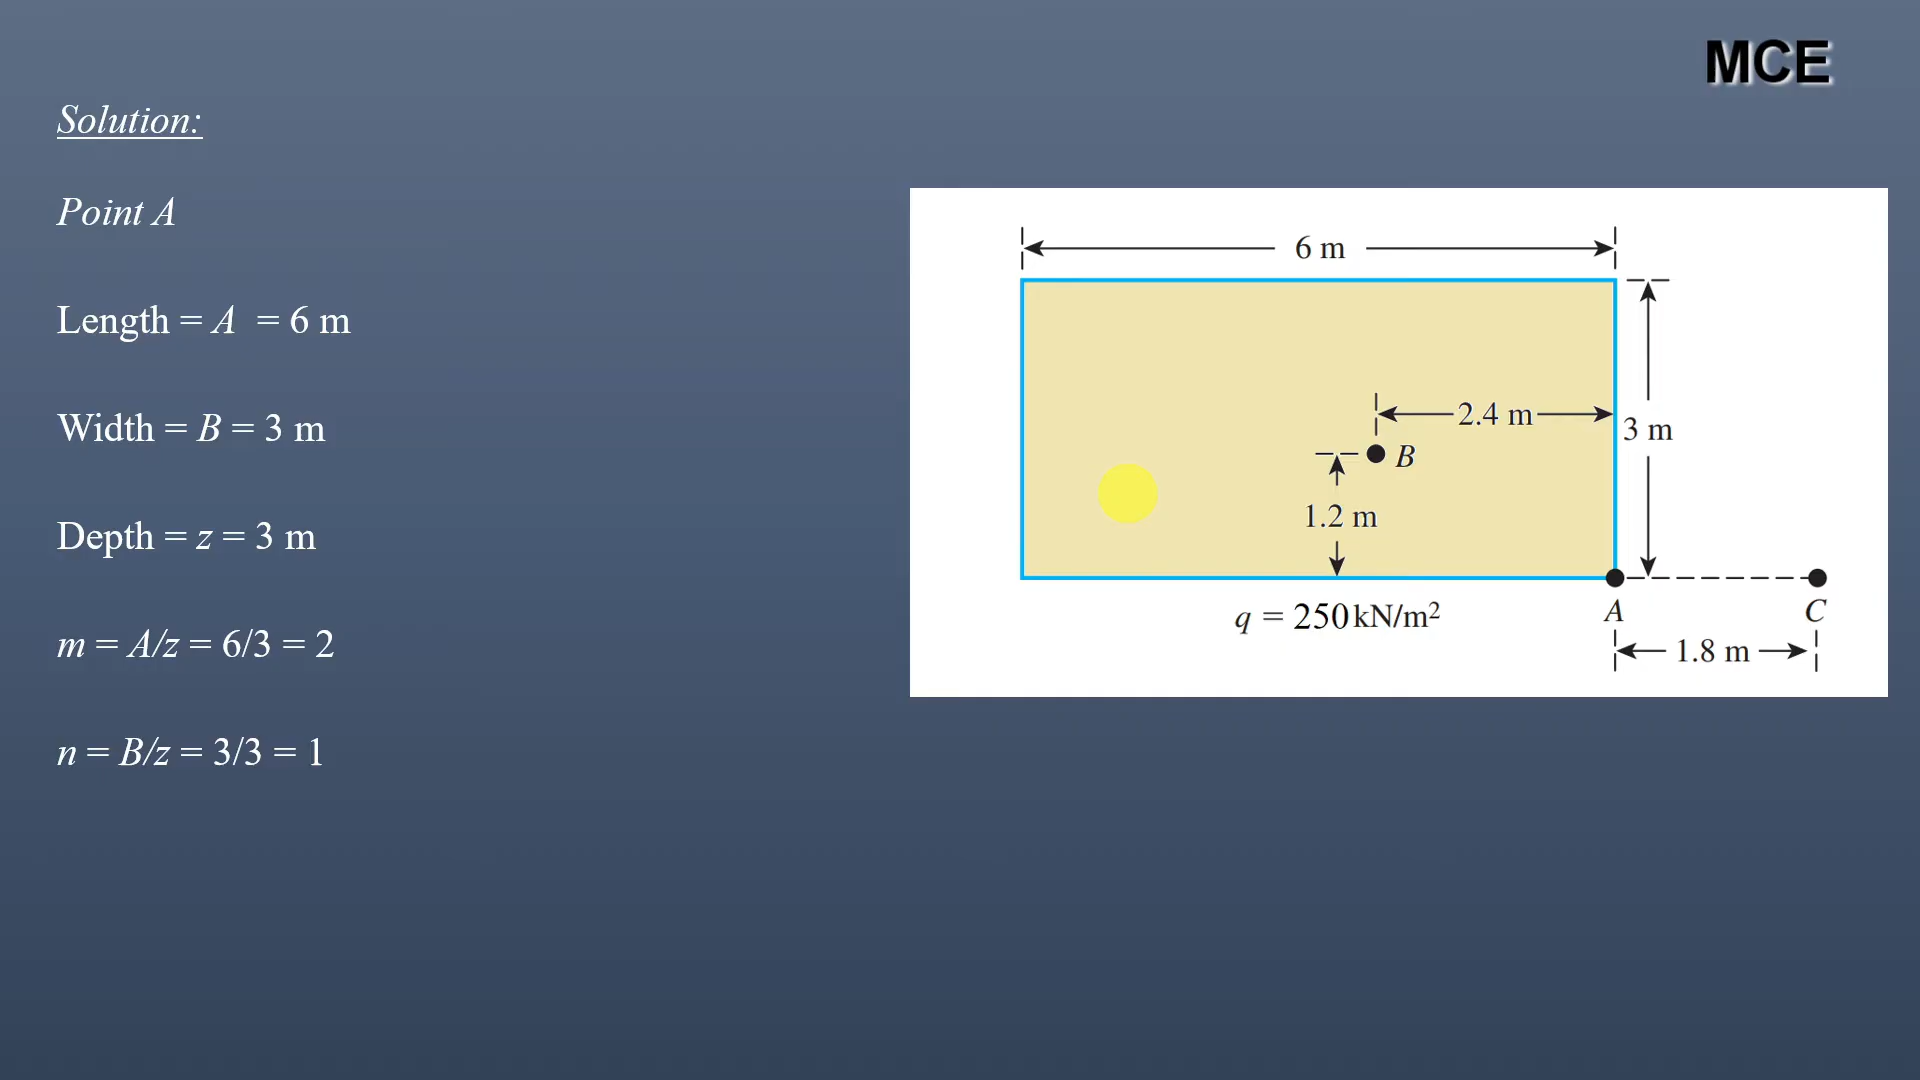 MCE
Solution:
Point A
Length = A = 6 m
Width = B = 3 m
Depth = z = 3 m
m = A/z = 6/3 = 2
n = B/z = 3/3 = 1
6 m
2.4 m
3 m
B
1.2 m
q = 250 kN/m²
A
C
1.8 m